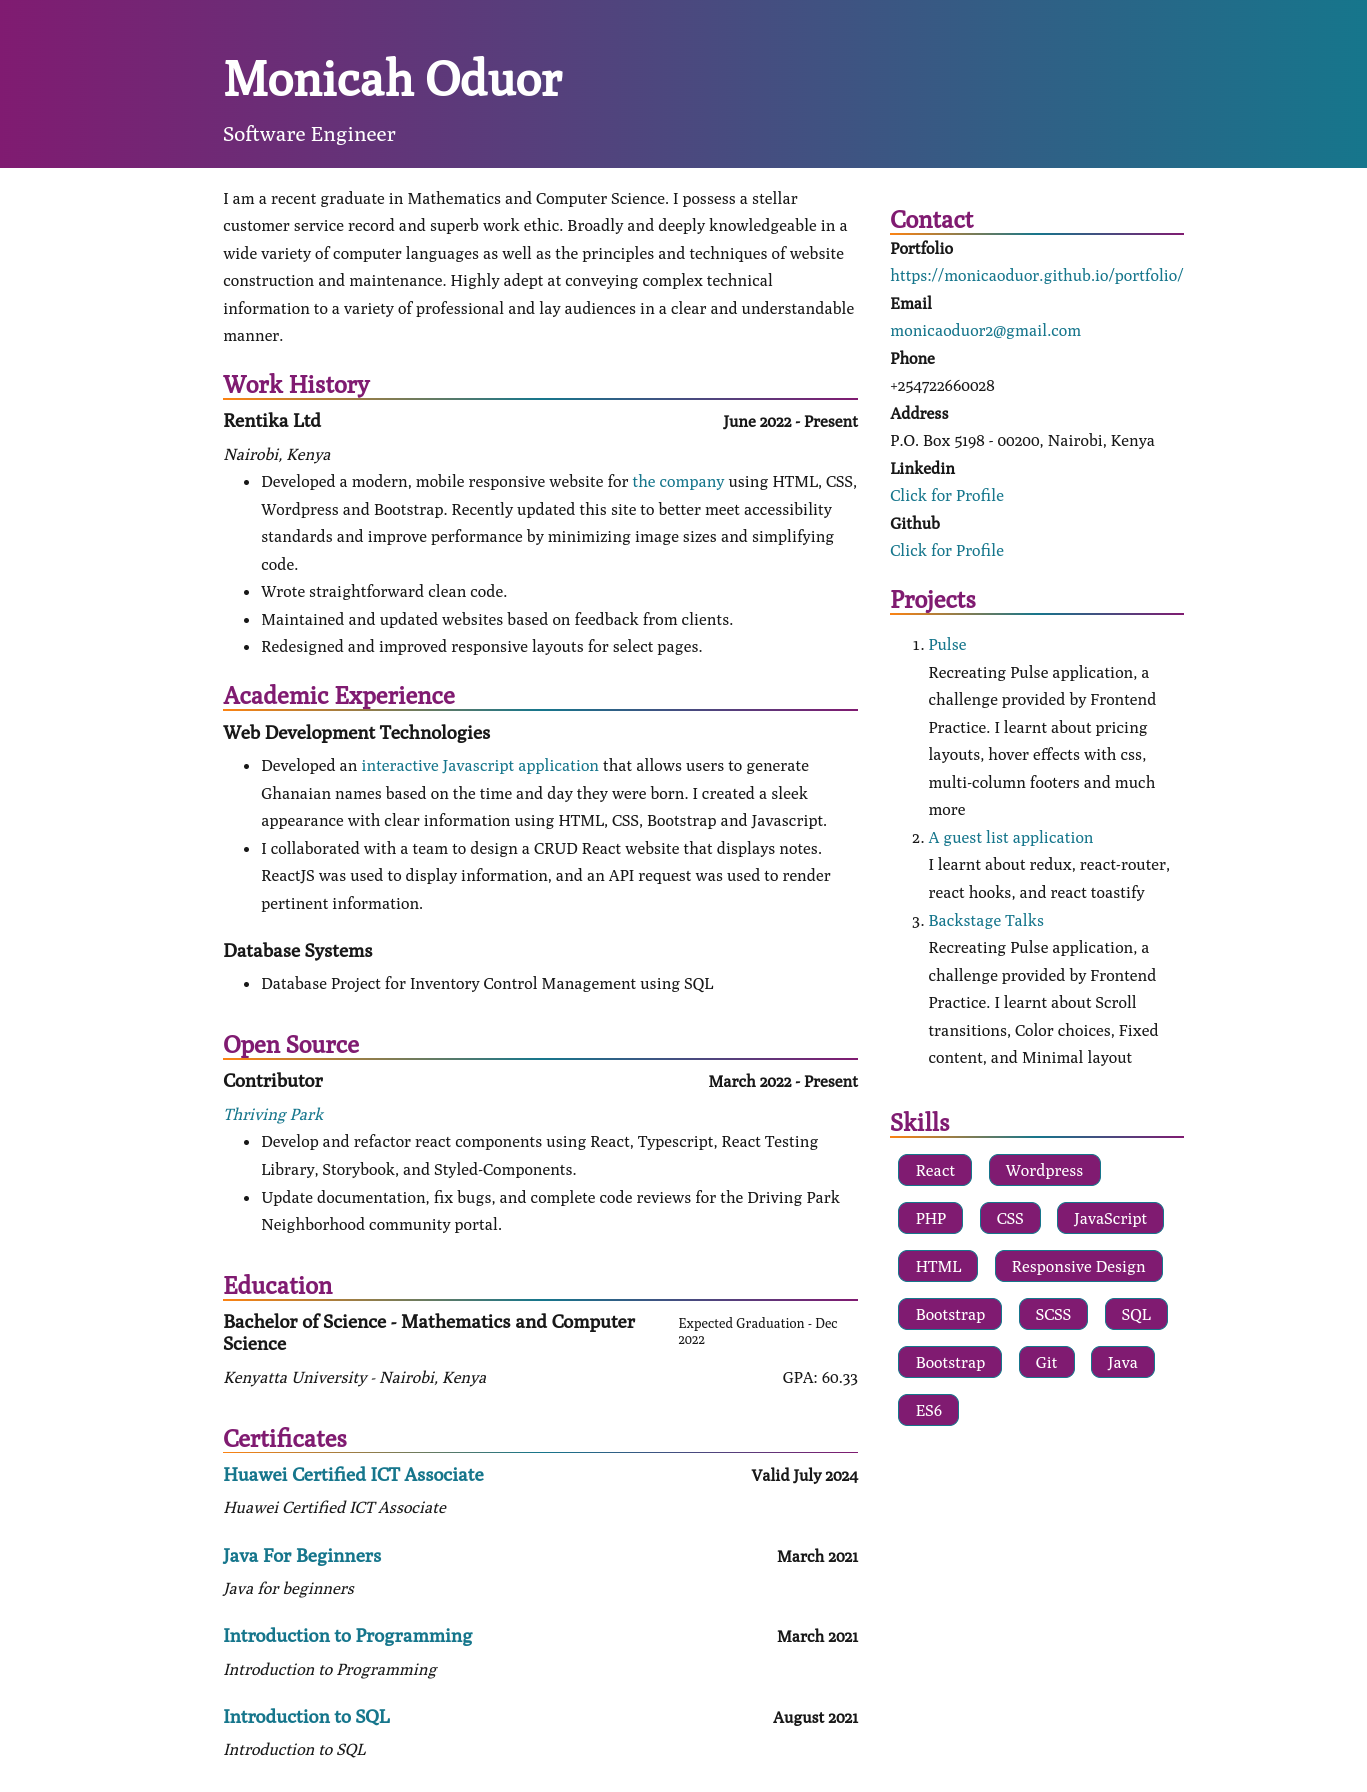 Monicah Oduor
Software Engineer
I am a recent graduate in Mathematics and Computer Science. I possess a stellar
customer service record and superb work ethic. Broadly and deeply knowledgeable in a
wide variety of computer languages as well as the principles and techniques of website
construction and maintenance. Highly adept at conveying complex technical
information to a variety of professional and lay audiences in a clear and understandable
manner.
Work History
Rentika Ltd June 2022 - Present
Nairobi, Kenya
• Developed a modern, mobile responsive website for the company using HTML, CSS,
Wordpress and Bootstrap. Recently updated this site to better meet accessibility
standards and improve performance by minimizing image sizes and simplifying
code.
• Wrote straightforward clean code.
• Maintained and updated websites based on feedback from clients.
• Redesigned and improved responsive layouts for select pages.
Academic Experience
Web Development Technologies
• Developed an interactive Javascript application that allows users to generate
Ghanaian names based on the time and day they were born. I created a sleek
appearance with clear information using HTML, CSS, Bootstrap and Javascript.
• I collaborated with a team to design a CRUD React website that displays notes.
ReactJS was used to display information, and an API request was used to render
pertinent information.
Database Systems
• Database Project for Inventory Control Management using SQL
Open Source
Contributor March 2022 - Present
Thriving Park
• Develop and refactor react components using React, Typescript, React Testing
Library, Storybook, and Styled-Components.
• Update documentation, fix bugs, and complete code reviews for the Driving Park
Neighborhood community portal.
Education
Bachelor of Science - Mathematics and Computer
Science
Expected Graduation - Dec
2022
Kenyatta University - Nairobi, Kenya GPA: 60.33
Certificates
Huawei Certified ICT Associate Valid July 2024
Huawei Certified ICT Associate
Java For Beginners March 2021
Java for beginners
Introduction to Programming March 2021
Introduction to Programming
Introduction to SQL August 2021
Introduction to SQL
Contact
Portfolio
https://monicaoduor.github.io/portfolio/
Email
monicaoduor2@gmail.com
Phone
+254722660028
Address
P.O. Box 5198 - 00200, Nairobi, Kenya
Linkedin
Click for Profile
Github
Click for Profile
Projects
1. Pulse
Recreating Pulse application, a
challenge provided by Frontend
Practice. I learnt about pricing
layouts, hover effects with css,
multi-column footers and much
more
2. A guest list application
I learnt about redux, react-router,
react hooks, and react toastify
3. Backstage Talks
Recreating Pulse application, a
challenge provided by Frontend
Practice. I learnt about Scroll
transitions, Color choices, Fixed
content, and Minimal layout
Skills
React Wordpress
PHP CSS JavaScript
HTML Responsive Design
Bootstrap SCSS SQL
Bootstrap Git Java
ES6